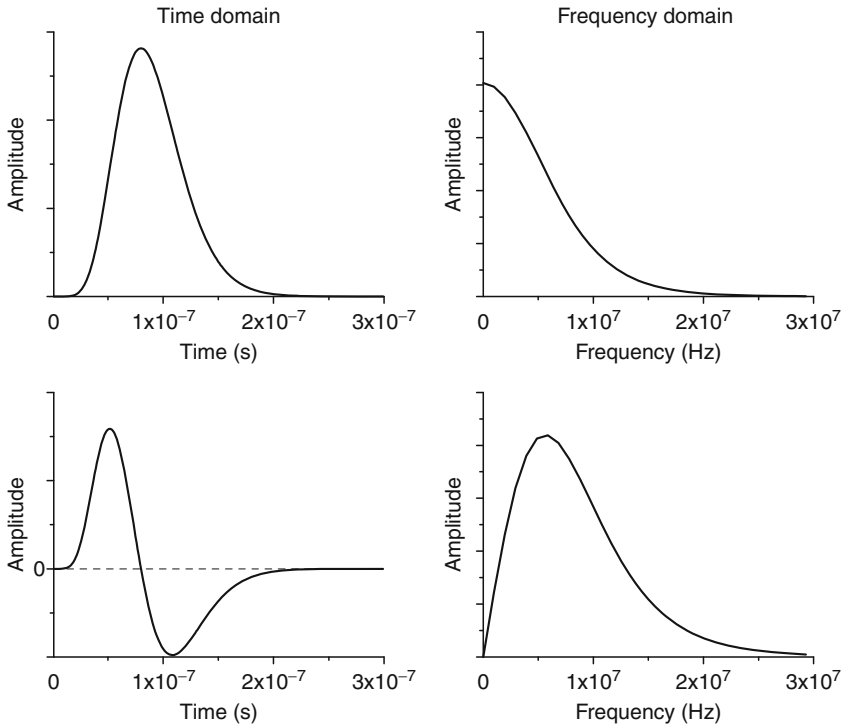 Time domain
Frequency domain
Amplitude
Amplitude
0
1x10⁻⁷
2x10⁻⁷
3x10⁻⁷
0
1x10⁷
2x10⁷
3x10⁷
Time (s)
Frequency (Hz)
Amplitude
0
Amplitude
0
1x10⁻⁷
2x10⁻⁷
3x10⁻⁷
0
1x10⁷
2x10⁷
3x10⁷
Time (s)
Frequency (Hz)